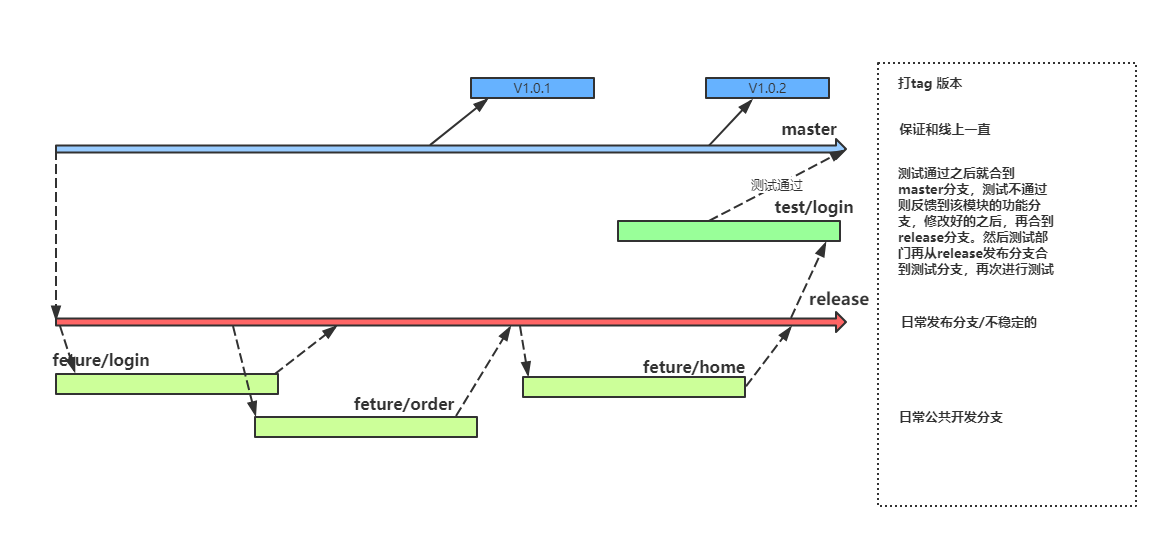 V1.0.1
V1.0.2
master
测试通过
test/login
release
feture/login
feture/order
feture/home
打tag 版本
保证和线上一直
测试通过之后就合到
master分支，测试不通过
则反馈到该模块的功能分
支，修改好的之后，再合到
release分支。然后测试部
门再从release发布分支合
到测试分支，再次进行测试
日常发布分支/不稳定的
日常公共开发分支